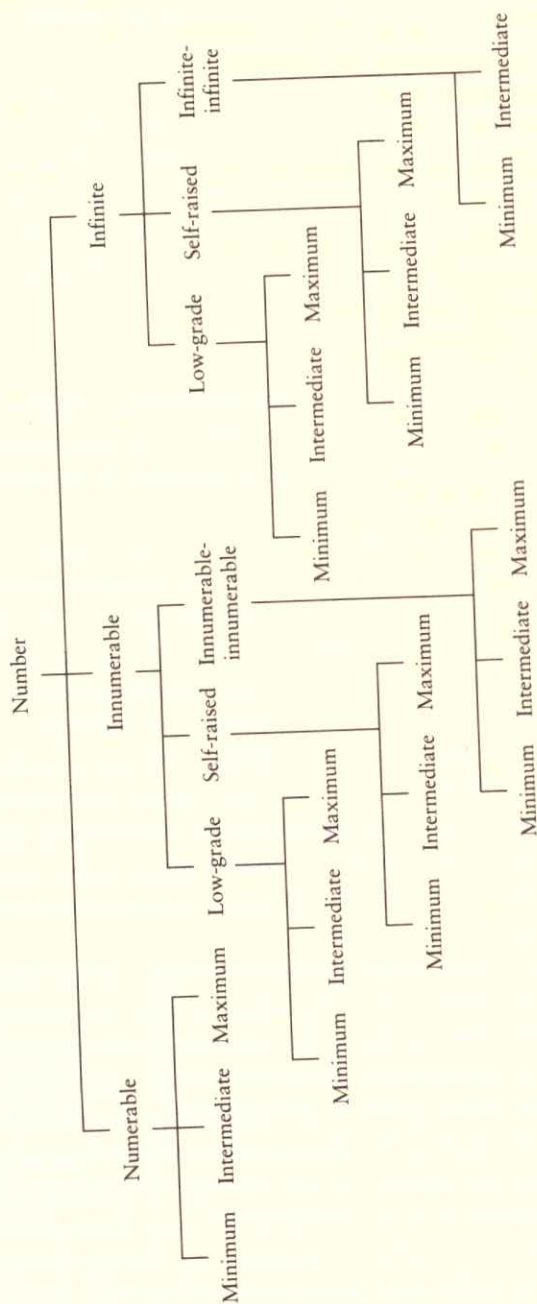 Number
Numerable
Innumerable
Infinite
Minimum Intermediate Maximum
Low-grade Self-raised Innumerable-
innumerable
Low-grade Self-raised Infinite-
infinite
Minimum Intermediate Maximum
Minimum Intermediate Maximum
Minimum Intermediate Maximum
Minimum Intermediate Maximum
Minimum Intermediate Maximum
Minimum Intermediate